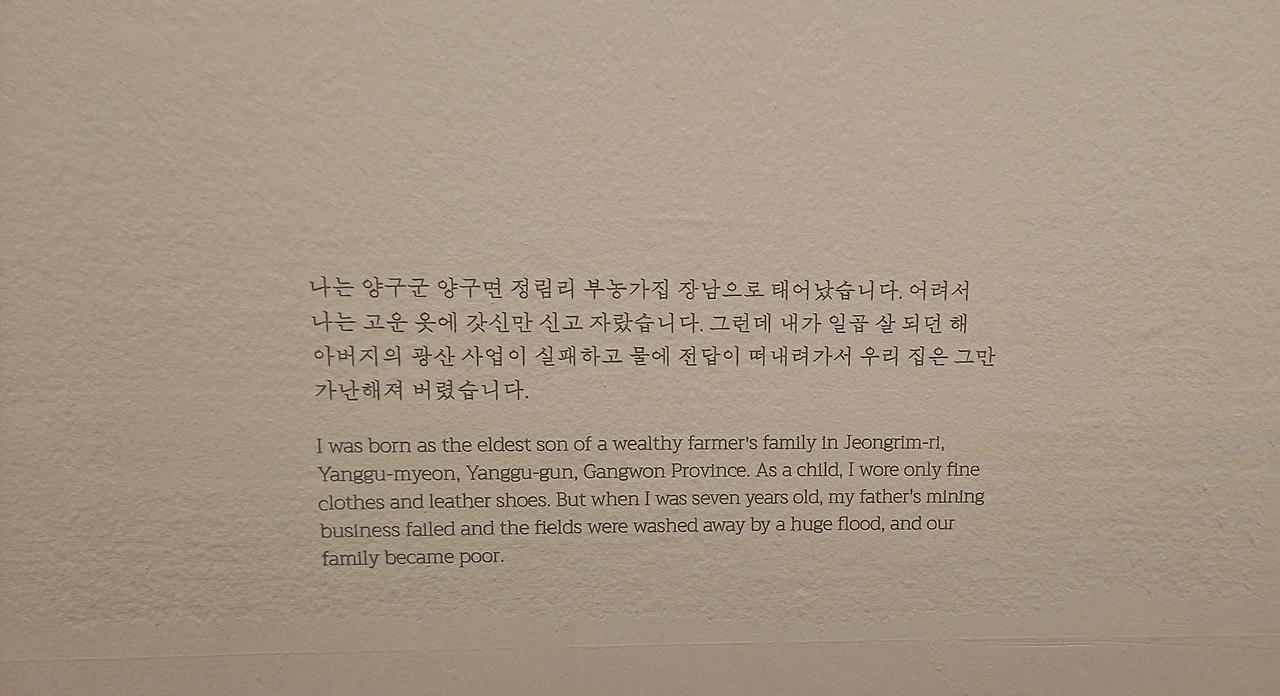 나는 양구군 양구면 정림리 부농가집 장남으로 태어났습니다. 어려서
나는 고운 옷에 갓신만 신고 자랐습니다. 그런데 내가 일곱 살 되던 해
아버지의 광산 사업이 실패하고 물에 전답이 떠내려가서 우리 집은 그만
가난해져 버렸습니다.
I was born as the eldest son of a wealthy farmer's family in Jeongrim-ri,
Yanggu-myeon, Yanggu-gun, Gangwon Province. As a child, I wore only fine
clothes and leather shoes. But when I was seven years old, my father's mining
business failed and the fields were washed away by a huge flood, and our
family became poor.